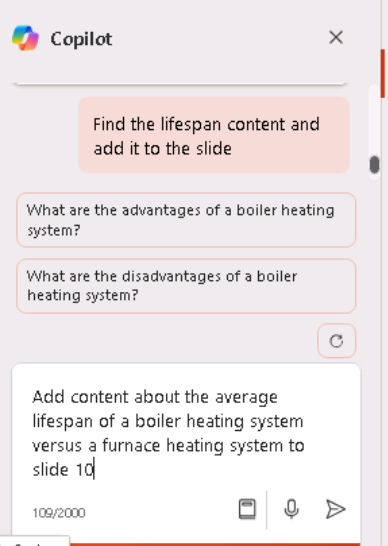 Copilot
Find the lifespan content and
add it to the slide
What are the advantages of a boiler heating
system?
What are the disadvantages of a boiler
heating system?
Add content about the average
lifespan of a boiler heating system
versus a furnace heating system to
slide 10
109/2000